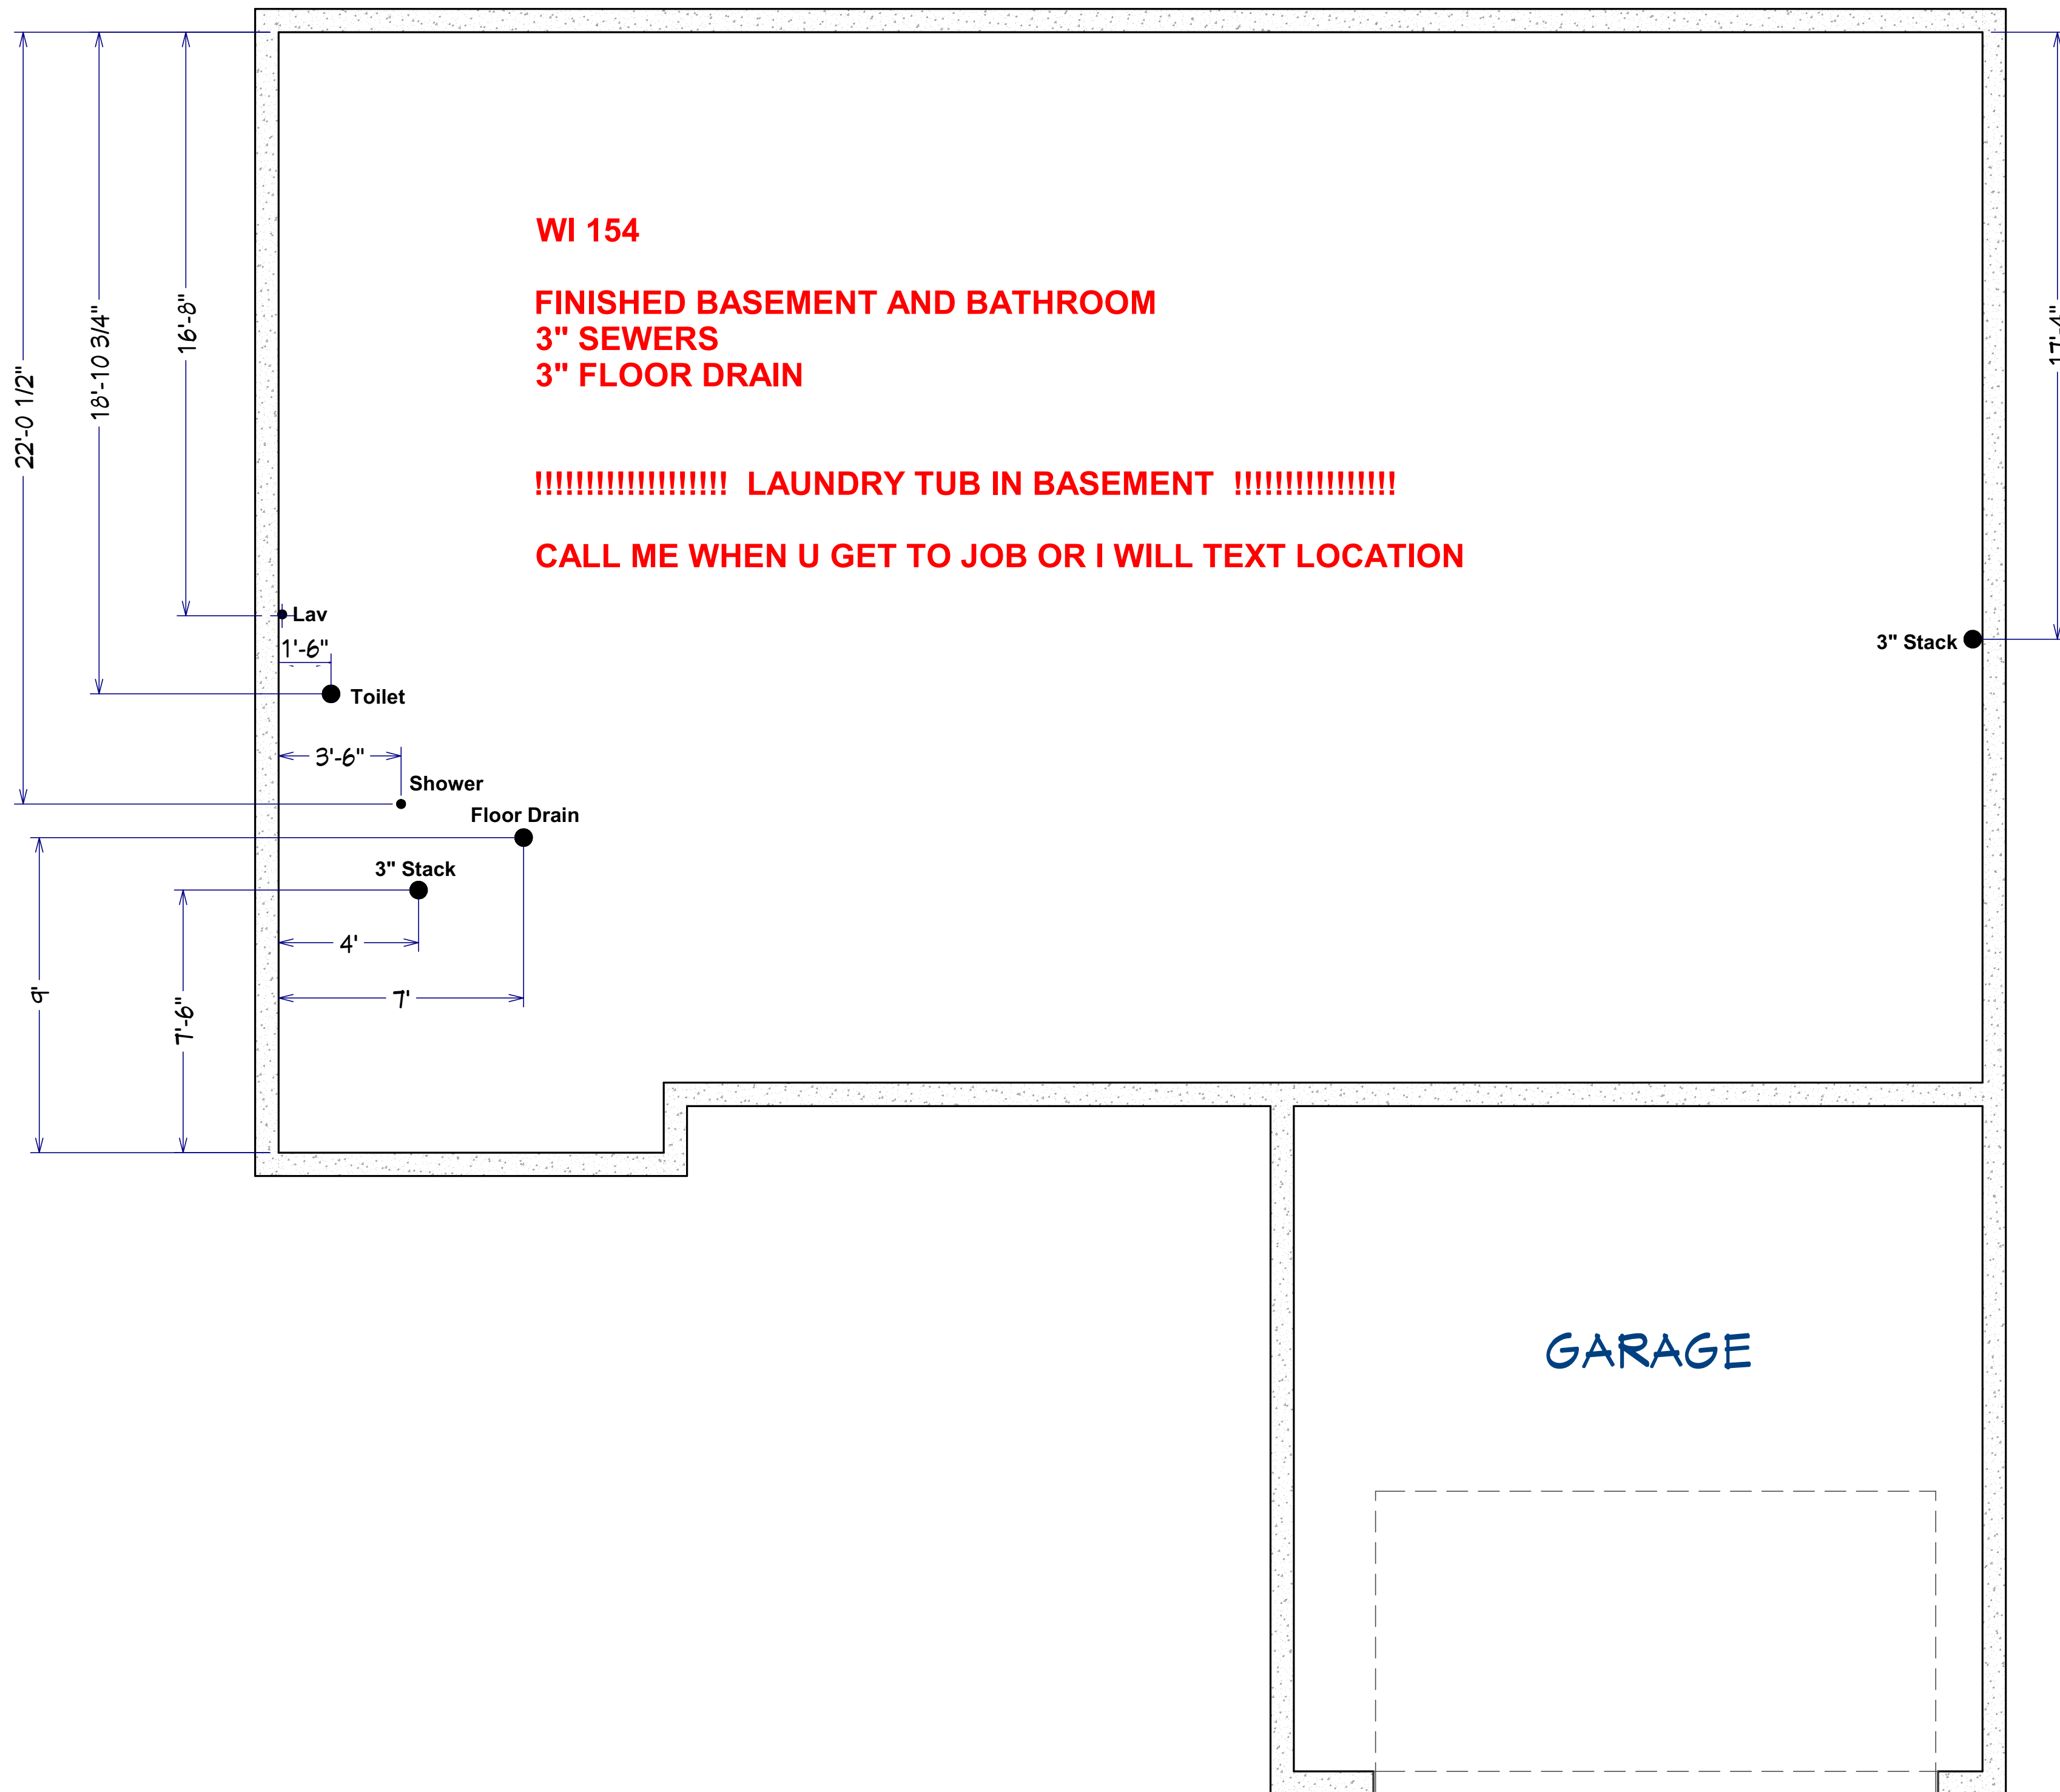 WI 154
FINISHED BASEMENT AND BATHROOM
3" SEWERS
3" FLOOR DRAIN
!!!!!!!!!!!!!!!!!!! LAUNDRY TUB IN BASEMENT !!!!!!!!!!!!!!!!
CALL ME WHEN U GET TO JOB OR I WILL TEXT LOCATION
22'-0 1/2"
18'-10 3/4"
16'-8"
17'-4"
Lav
1'-6"
3" Stack
Toilet
3'-6"
Shower
Floor Drain
3" Stack
4'
9'
7'-6"
7'
GARAGE